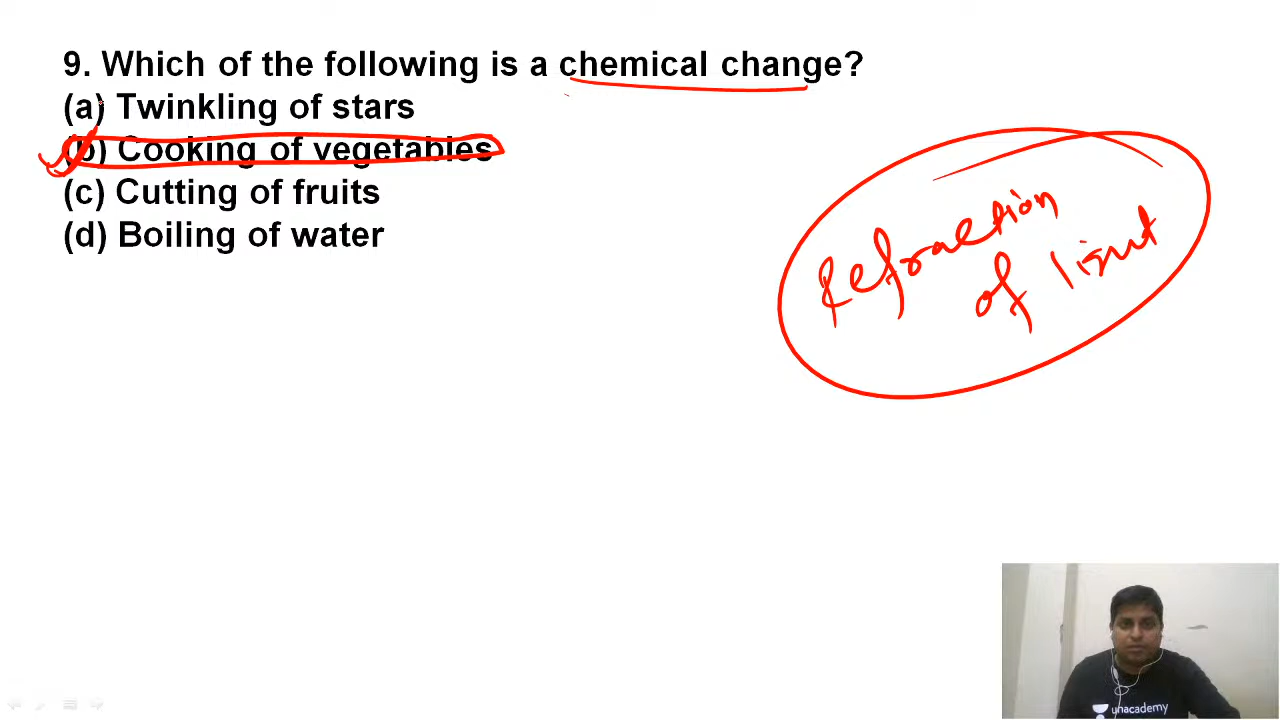 9. Which of the following is a chemical change?
(a) Twinkling of stars
(b) Cooking of vegetables
(c) Cutting of fruits
(d) Boiling of water
Refraction
of light
unacademy